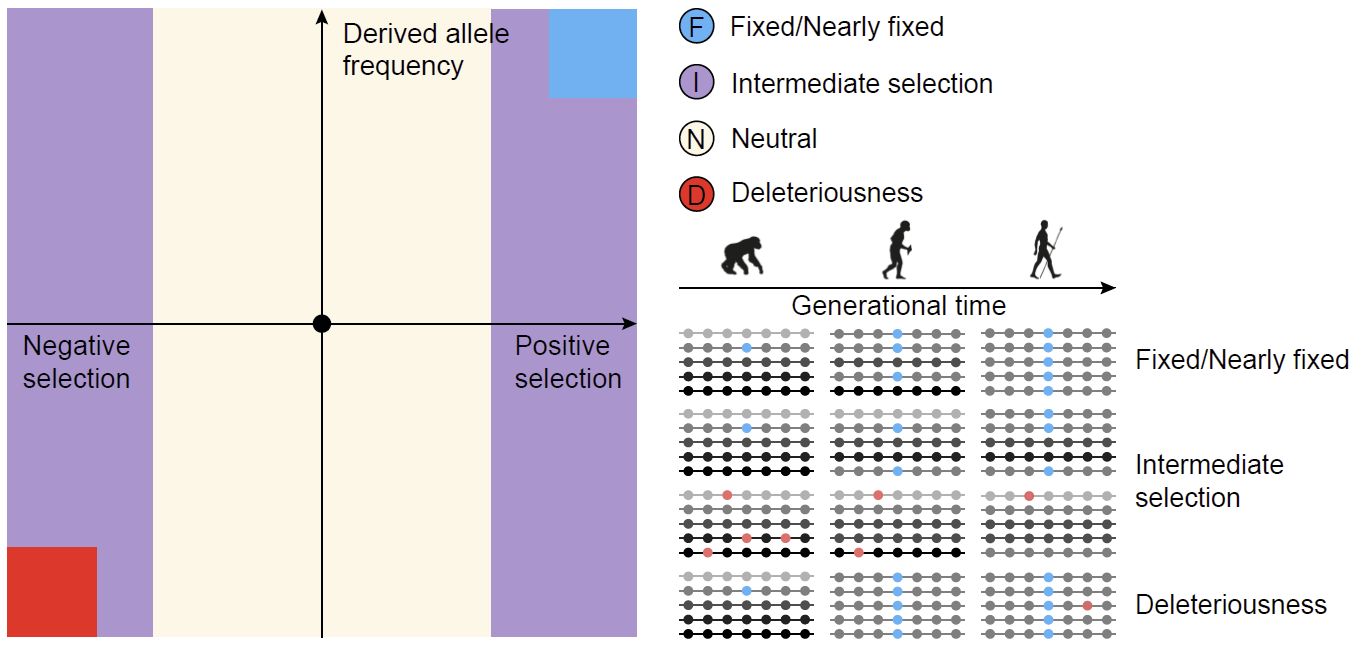 Derived allele
frequency
Negative
selection
Positive
selection
F Fixed/Nearly fixed
I Intermediate selection
N Neutral
D Deleteriousness
Generational time
Fixed/Nearly fixed
Intermediate
selection
Deleteriousness